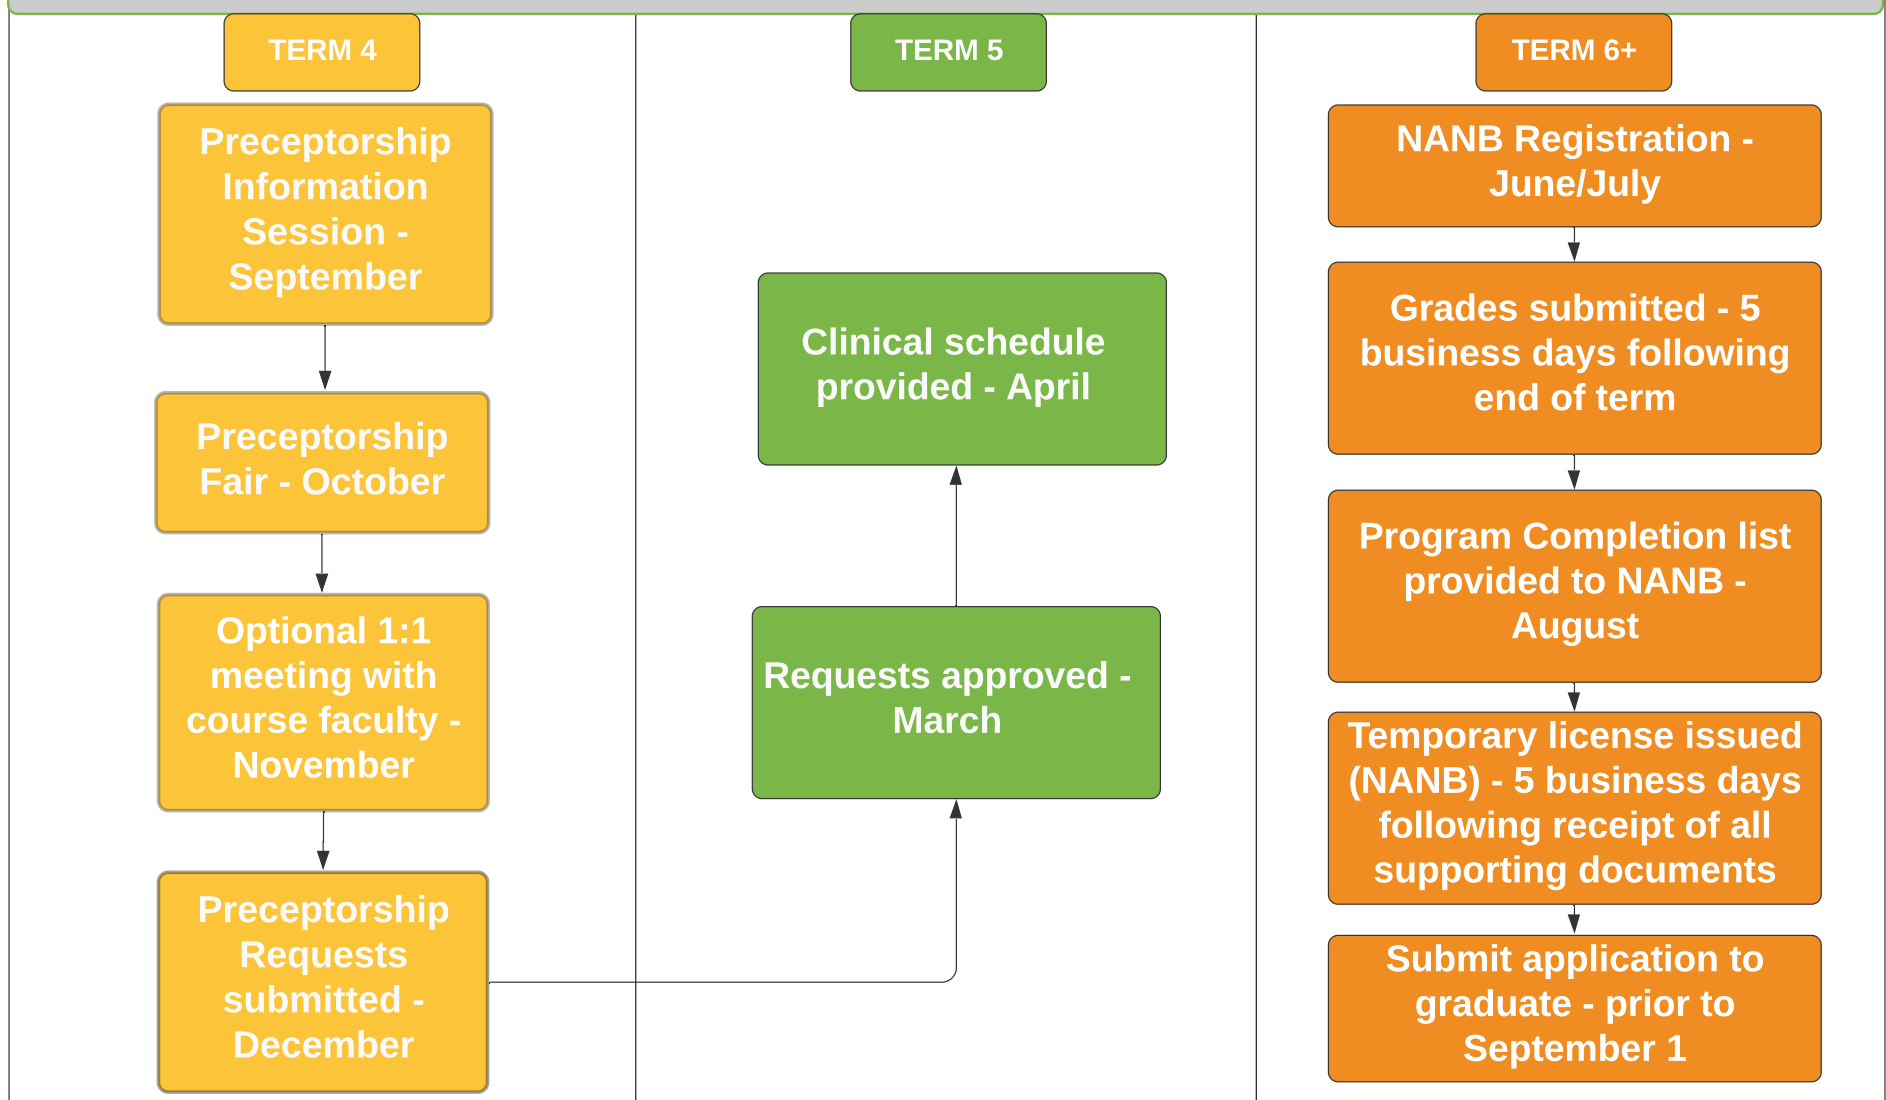 TERM 4
Preceptorship
Information
Session -
September
Preceptorship
Fair - October
Optional 1:1
meeting with
course faculty -
November
Preceptorship
Requests
submitted -
December
TERM 5
Clinical schedule
provided - April
Requests approved -
March
TERM 6+
NANB Registration -
June/July
Grades submitted - 5
business days following
end of term
Program Completion list
provided to NANB -
August
Temporary license issued
(NANB) - 5 business days
following receipt of all
supporting documents
Submit application to
graduate - prior to
September 1